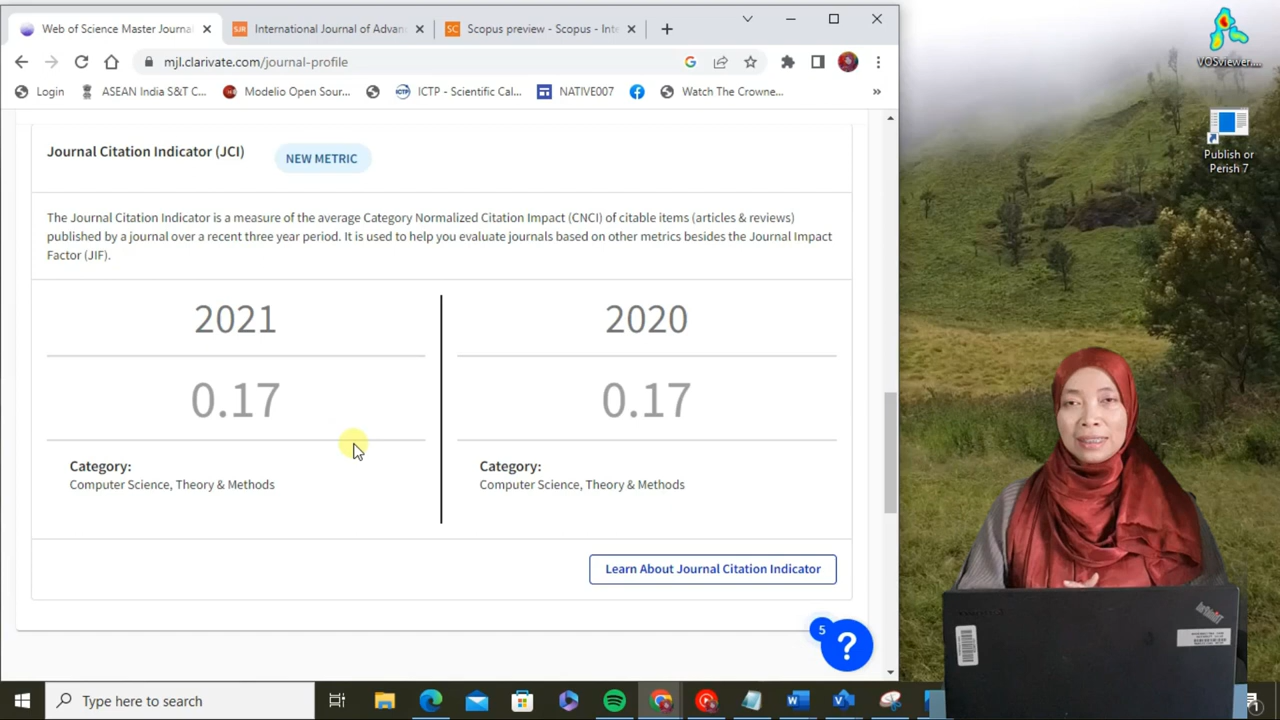 Web of Science Master Journal
SJR
International Journal of Advanc
SC
Scopus preview - Scopus - Inte
mjl.clarivate.com/journal-profile
Login
ASEAN India S&T C...
Modelio Open Sour...
ICTP - Scientific Cal...
NATIVE007
Watch The Crowne...
»
VOSviewer....
Publish or
Perish 7
Journal Citation Indicator (JCI)
NEW METRIC
The Journal Citation Indicator is a measure of the average Category Normalized Citation Impact (CNCI) of citable items (articles & reviews)
published by a journal over a recent three year period. It is used to help you evaluate journals based on other metrics besides the Journal Impact
Factor (JIF).
2021
2020
0.17
0.17
Category:
Computer Science, Theory & Methods
Category:
Computer Science, Theory & Methods
Learn About Journal Citation Indicator
5
?
Type here to search